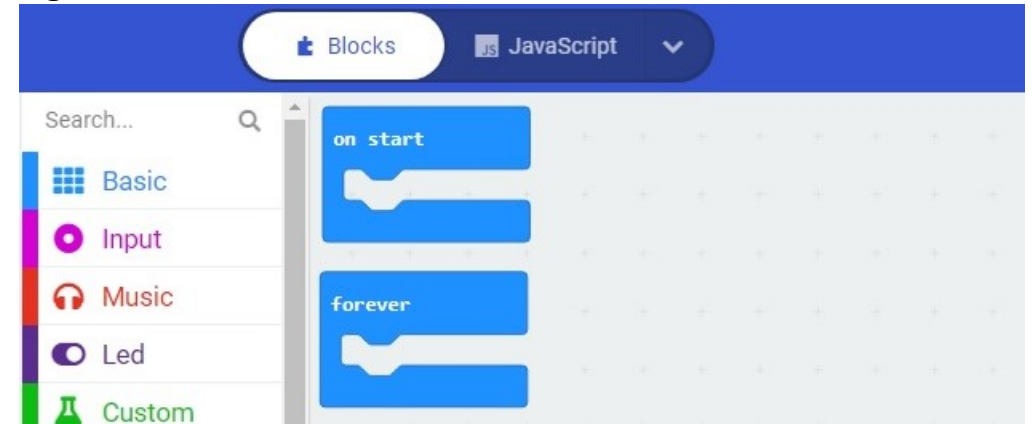 Blocks
JS JavaScript
Search...
Basic
Input
Music
Led
Custom
on start
forever